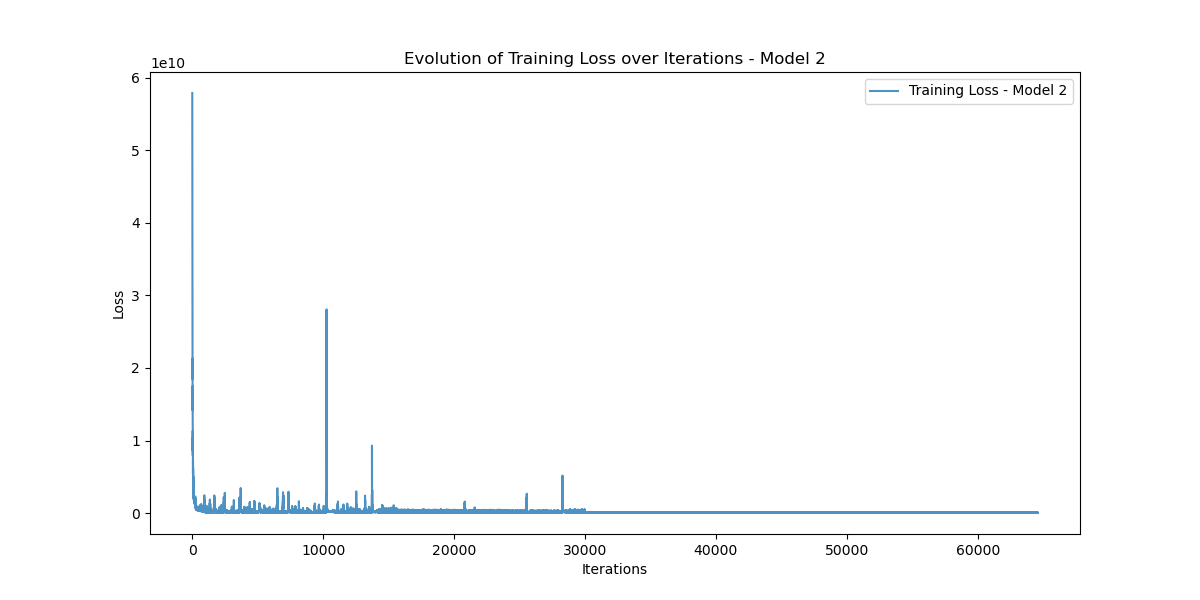 Evolution of Training Loss over Iterations - Model 2
1e10
Training Loss - Model 2
6
5
4
3
2
1
0
Loss
0 10000 20000 30000 40000 50000 60000
Iterations